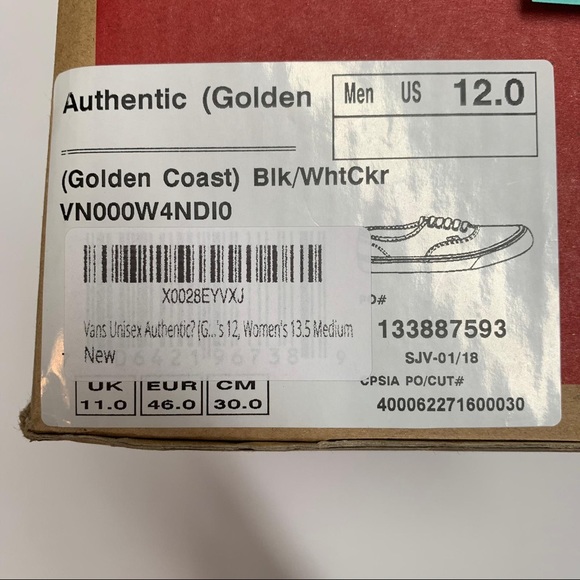 Authentic (Golden
Men US 12.0
(Golden Coast) Blk/WhtCkr
VN000W4NDI0
X0028EYVXJ
Vans Unisex Authentic? (G...'s 12, Women's 13.5 Medium
New
PO#
133887593
SJV-01/18
UK EUR CM
11.0 46.0 30.0
CPSIA PO/CUT#
400062271600030